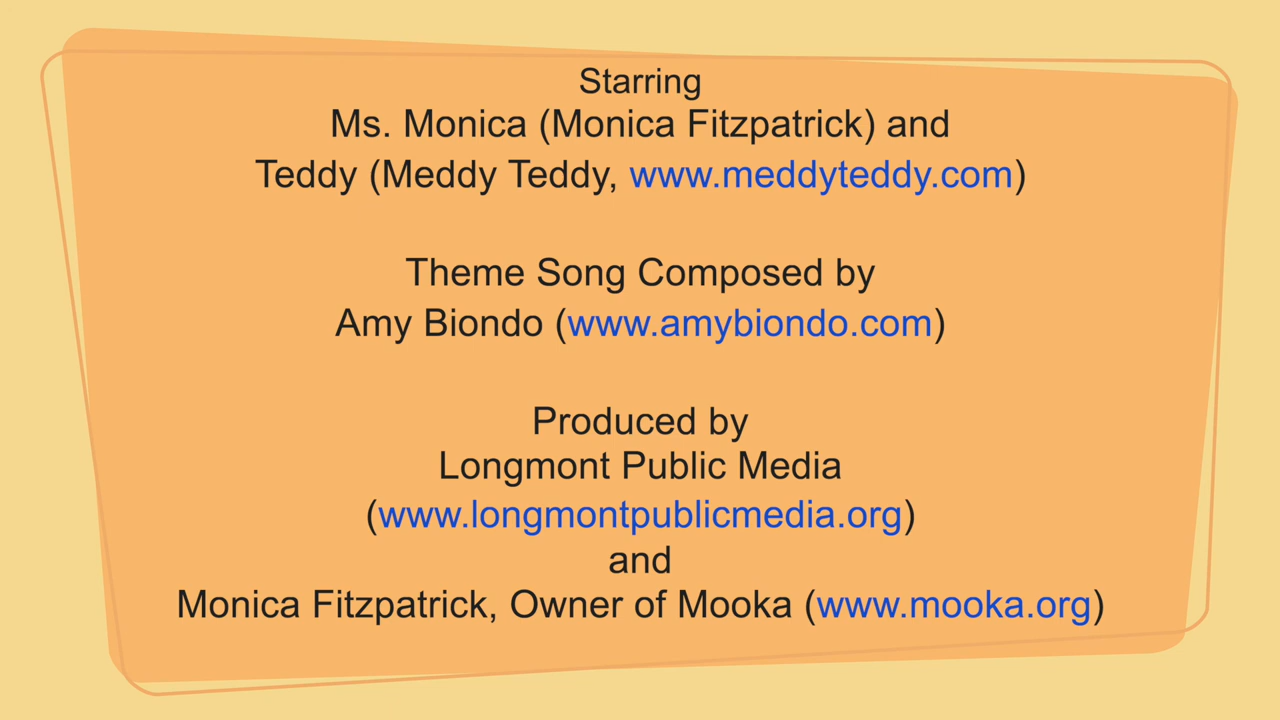 Starring
Ms. Monica (Monica Fitzpatrick) and
Teddy (Meddy Teddy, www.meddyteddy.com)
Theme Song Composed by
Amy Biondo (www.amybiondo.com)
Produced by
Longmont Public Media
(www.longmontpublicmedia.org)
and
Monica Fitzpatrick, Owner of Mooka (www.mooka.org)